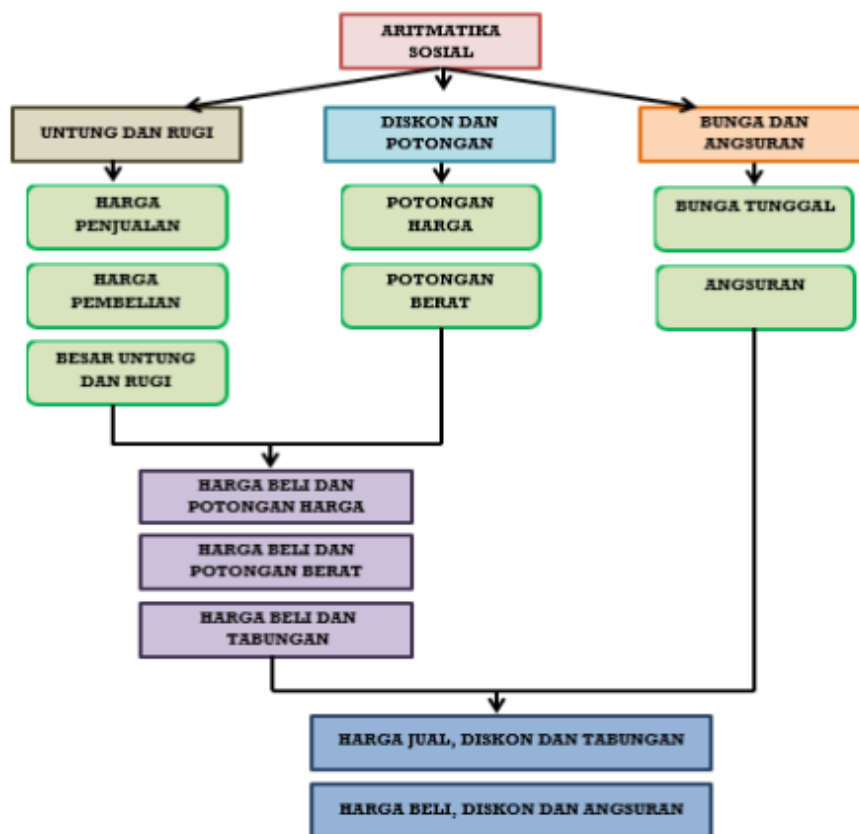 ARITMATIKA
SOSIAL
UNTUNG DAN RUGI
DISKON DAN
POTONGAN
BUNGA DAN
ANGSURAN
HARGA
PENJUALAN
POTONGAN
HARGA
BUNGA TUNGGAL
HARGA
PEMBELIAN
POTONGAN
BERAT
ANGSURAN
BESAR UNTUNG
DAN RUGI
HARGA BELI DAN
POTONGAN HARGA
HARGA BELI DAN
POTONGAN BERAT
HARGA BELI DAN
TABUNGAN
HARGA JUAL, DISKON DAN TABUNGAN
HARGA BELI, DISKON DAN ANGSURAN